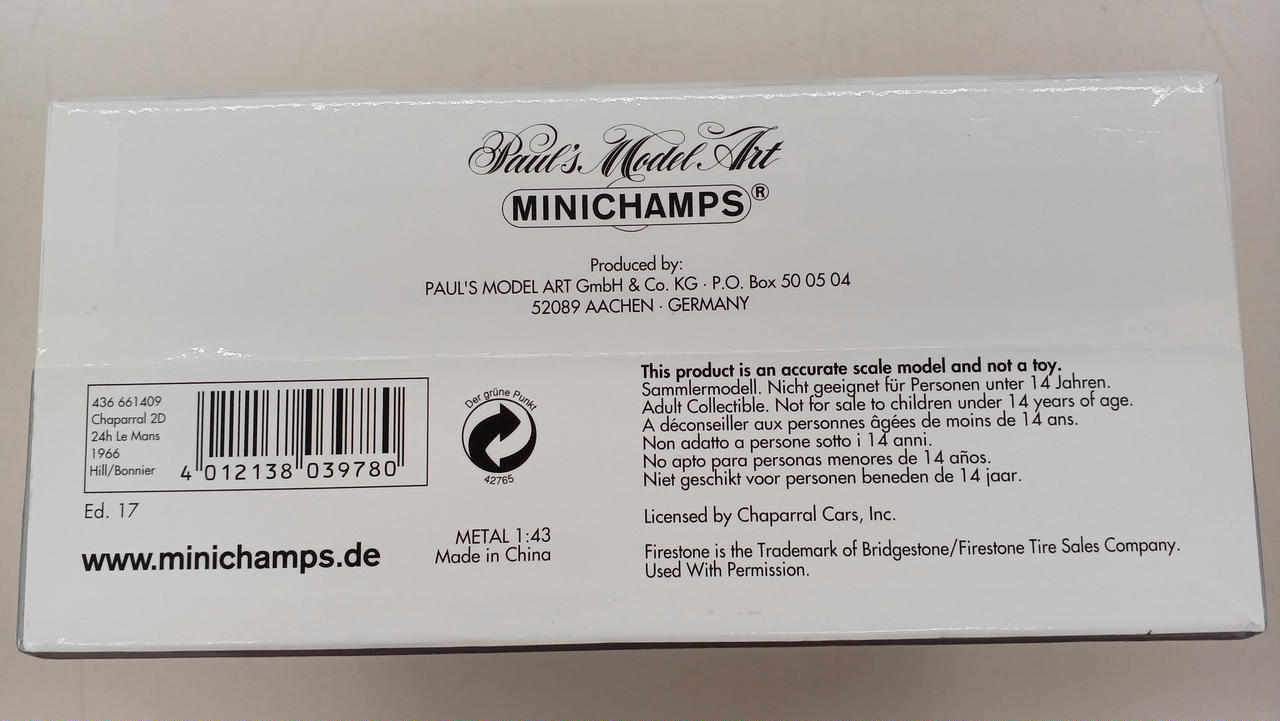 Paul's Model Art
MINICHAMPS®
Produced by:
PAUL'S MODEL ART GmbH & Co. KG · P.O. Box 50 05 04
52089 AACHEN · GERMANY
436 661409
Chaparral 2D
24h Le Mans
1966
Hill/Bonnier
4 012138 039780
Ed. 17
www.minichamps.de
Der grüne Punkt
42765
METAL 1:43
Made in China
This product is an accurate scale model and not a toy.
Sammlermodell. Nicht geeignet für Personen unter 14 Jahren.
Adult Collectible. Not for sale to children under 14 years of age.
A déconseiller aux personnes âgées de moins de 14 ans.
Non adatto a persone sotto i 14 anni.
No apto para personas menores de 14 años.
Niet geschikt voor personen beneden de 14 jaar.
Licensed by Chaparral Cars, Inc.
Firestone is the Trademark of Bridgestone/Firestone Tire Sales Company.
Used With Permission.